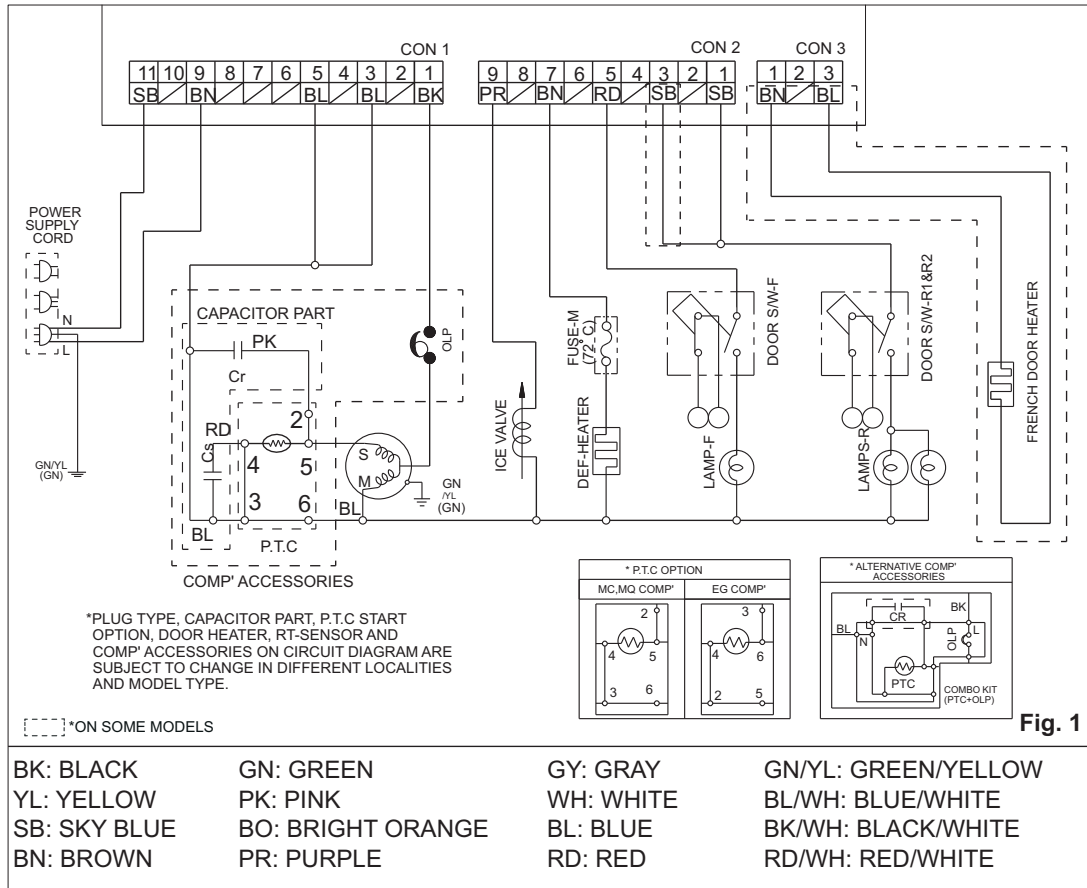 CON 1
CON 2
CON 3
11 10 9 8 7 6 5 4 3 2 1
SB BN BL BL BK
9 8 7 6 5 4 3 2 1
PR BN RD SB SB
1 2 3
BN BL
POWER
SUPPLY
CORD
N
L
GN/YL
(GN)
CAPACITOR PART
PK
Cr
OLP
RD
Cs
2
4
5
3
6
BL
P.T.C
COMP' ACCESSORIES
S
M
BL
GN
/YL
(GN)
ICE VALVE
FUSE-M
(72°C)
DEF-HEATER
DOOR S/W-F
LAMP-F
DOOR S/W-R1&R2
LAMPS-R
FRENCH DOOR HEATER
*PLUG TYPE, CAPACITOR PART, P.T.C START
OPTION, DOOR HEATER, RT-SENSOR AND
COMP' ACCESSORIES ON CIRCUIT DIAGRAM ARE
SUBJECT TO CHANGE IN DIFFERENT LOCALITIES
AND MODEL TYPE.
*ON SOME MODELS
* P.T.C OPTION
MC,MQ COMP' EG COMP'
2
4
5
3
6
3
4
6
2
5
* ALTERNATIVE COMP'
ACCESSORIES
BK
CR
BL
N
L
OLP
PTC
COMBO KIT
(PTC+OLP)
Fig. 1
BK: BLACK GN: GREEN GY: GRAY GN/YL: GREEN/YELLOW
YL: YELLOW PK: PINK WH: WHITE BL/WH: BLUE/WHITE
SB: SKY BLUE BO: BRIGHT ORANGE BL: BLUE BK/WH: BLACK/WHITE
BN: BROWN PR: PURPLE RD: RED RD/WH: RED/WHITE